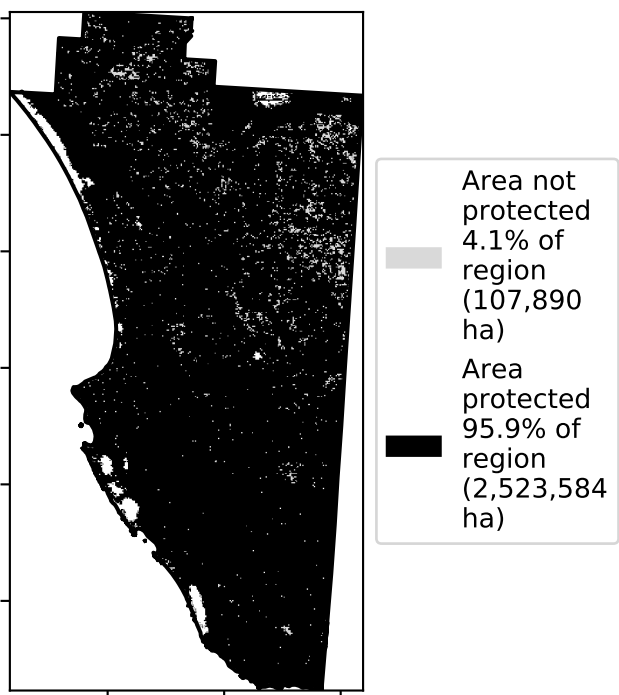 Area not
protected
4.1% of
region
(107,890
ha)
Area
protected
95.9% of
region
(2,523,584
ha)